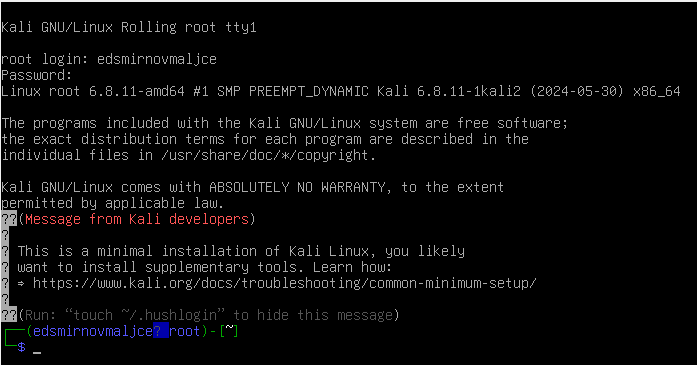 Kali GNU/Linux Rolling root tty1
root login: edsmirnovmaljce
Password:
Linux root 6.8.11-amd64 #1 SMP PREEMPT_DYNAMIC Kali 6.8.11-1kali2 (2024-05-30) x86_64
The programs included with the Kali GNU/Linux system are free software;
the exact distribution terms for each program are described in the
individual files in /usr/share/doc/*/copyright.
Kali GNU/Linux comes with ABSOLUTELY NO WARRANTY, to the extent
permitted by applicable law.
??(Message from Kali developers)
?
? This is a minimal installation of Kali Linux, you likely
? want to install supplementary tools. Learn how:
? ⇒ https://www.kali.org/docs/troubleshooting/common-minimum-setup/
?
??(Run: “touch ~/.hushlogin” to hide this message)
┌──(edsmirnovmaljce? root)-[~]
└─$ _